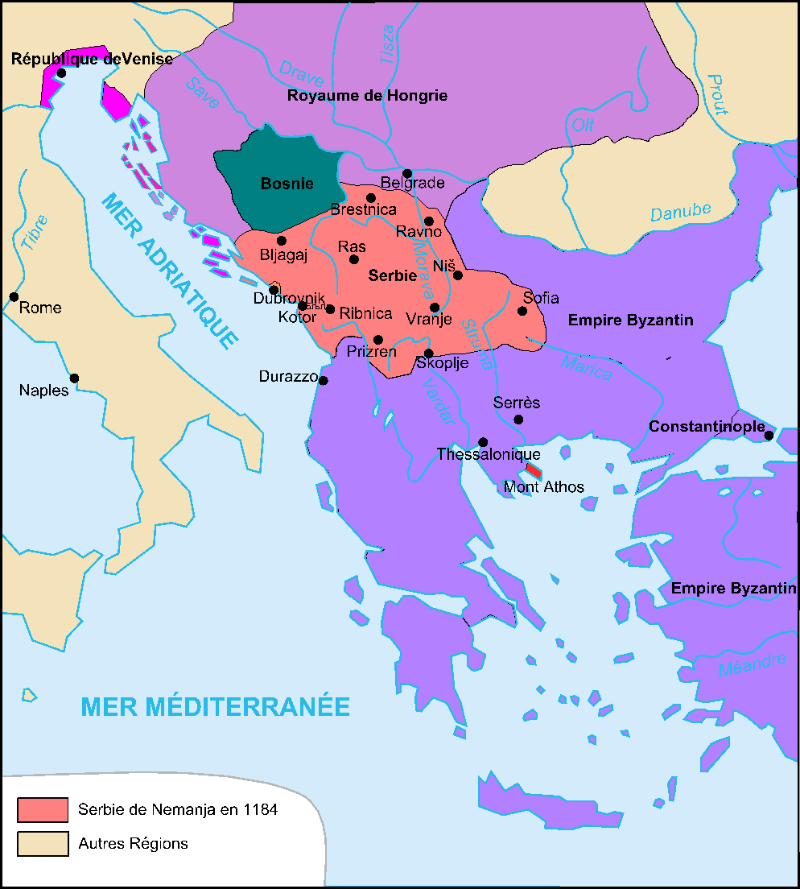 République deVenise
Save
Drave
Tisza
Royaume de Hongrie
Prout
Olt
Bosnie
Belgrade
Brestnica
Danube
Ravno
Tibre
MER ADRIATIQUE
Bljagaj
Ras
Serbie
Morava
Niš
Dubrovnik
Kotor
Ribnica
Vranje
Sofia
Rome
Empire Byzantin
Prizren
Skoplje
Struma
Marica
Durazzo
Naples
Vardar
Serrès
Constantinople
Thessalonique
Mont Athos
Empire Byzantin
Méandre
MER MÉDITERRANÉE
Serbie de Nemanja en 1184
Autres Régions